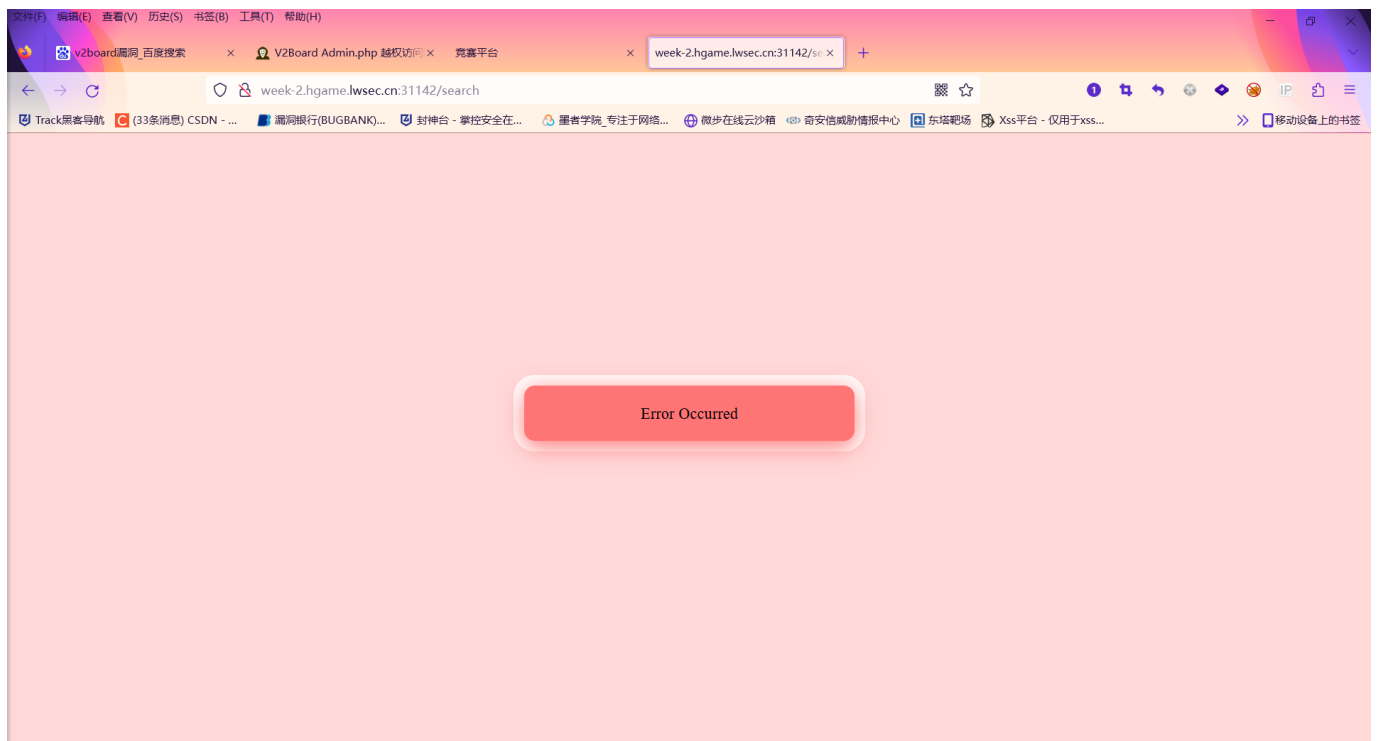 文件(F) 编辑(E) 查看(V) 历史(S) 书签(B) 工具(T) 帮助(H)
v2board漏洞_百度搜索 V2Board Admin.php 越权访问 竞赛平台 week-2.hgame.lwsec.cn:31142/se
week-2.hgame.lwsec.cn:31142/search 1 IP
Track黑客导航 C (33条消息) CSDN - ... 漏洞银行(BUGBANK)... 封神台 - 掌控安全在... 墨者学院_专注于网络... 微步在线云沙箱 奇安信威胁情报中心 东塔靶场 Xss平台 - 仅用于xss... 移动设备上的书签
Error Occurred